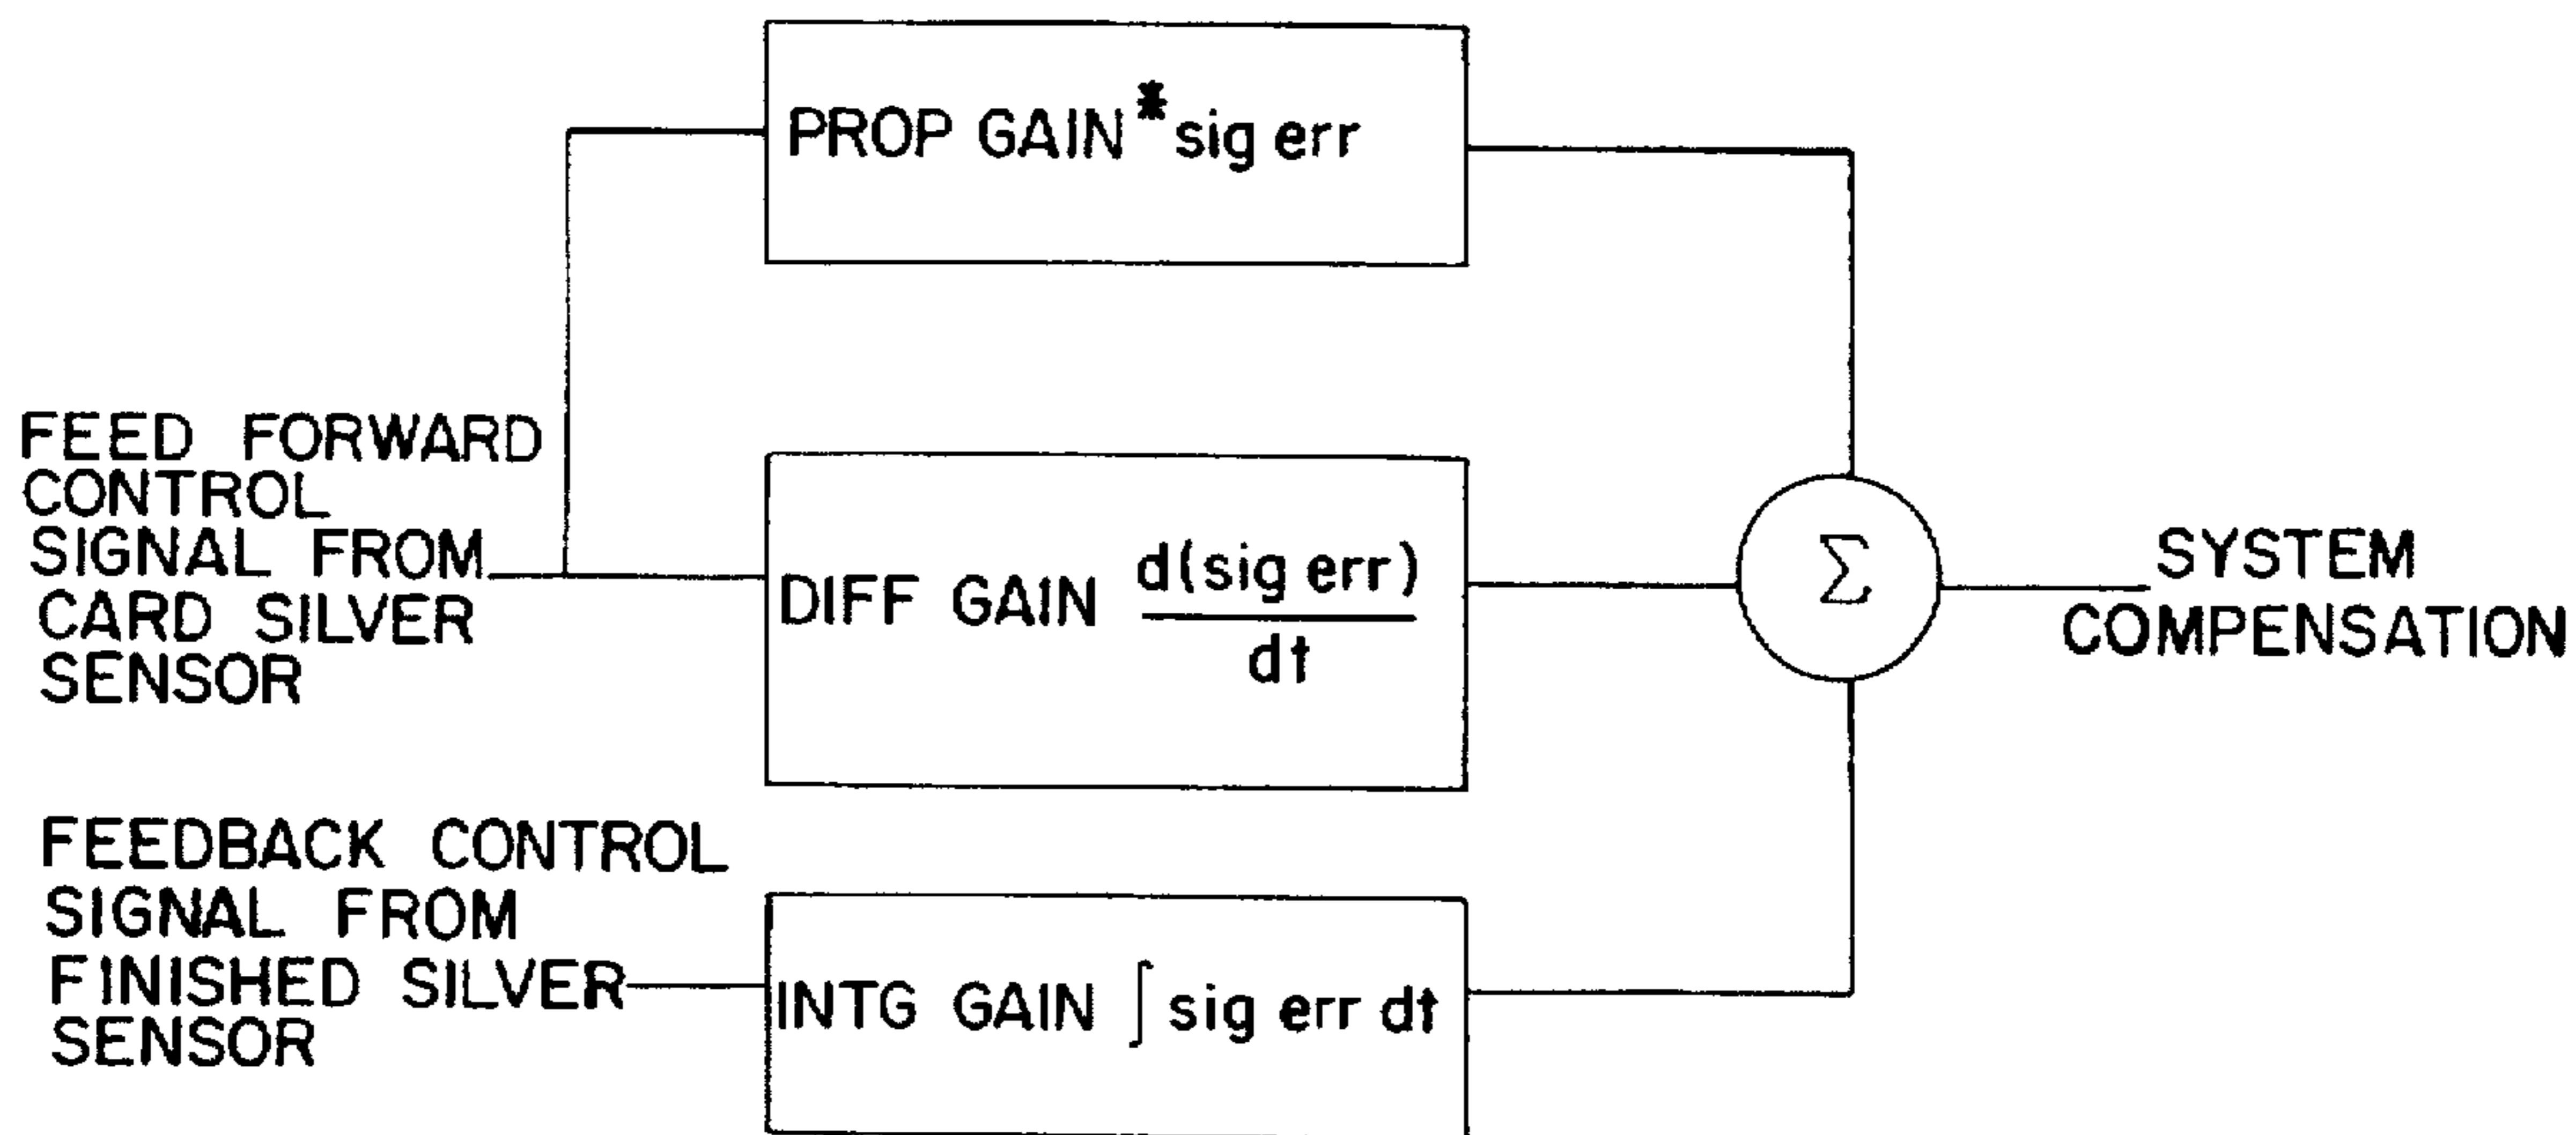 PROP GAIN * sig err
FEED FORWARD
CONTROL
SIGNAL FROM
CARD SILVER
SENSOR
DIFF GAIN d(sig err)
dt
Σ
SYSTEM
COMPENSATION
FEEDBACK CONTROL
SIGNAL FROM
FINISHED SILVER
SENSOR
INTG GAIN ∫ sig err dt